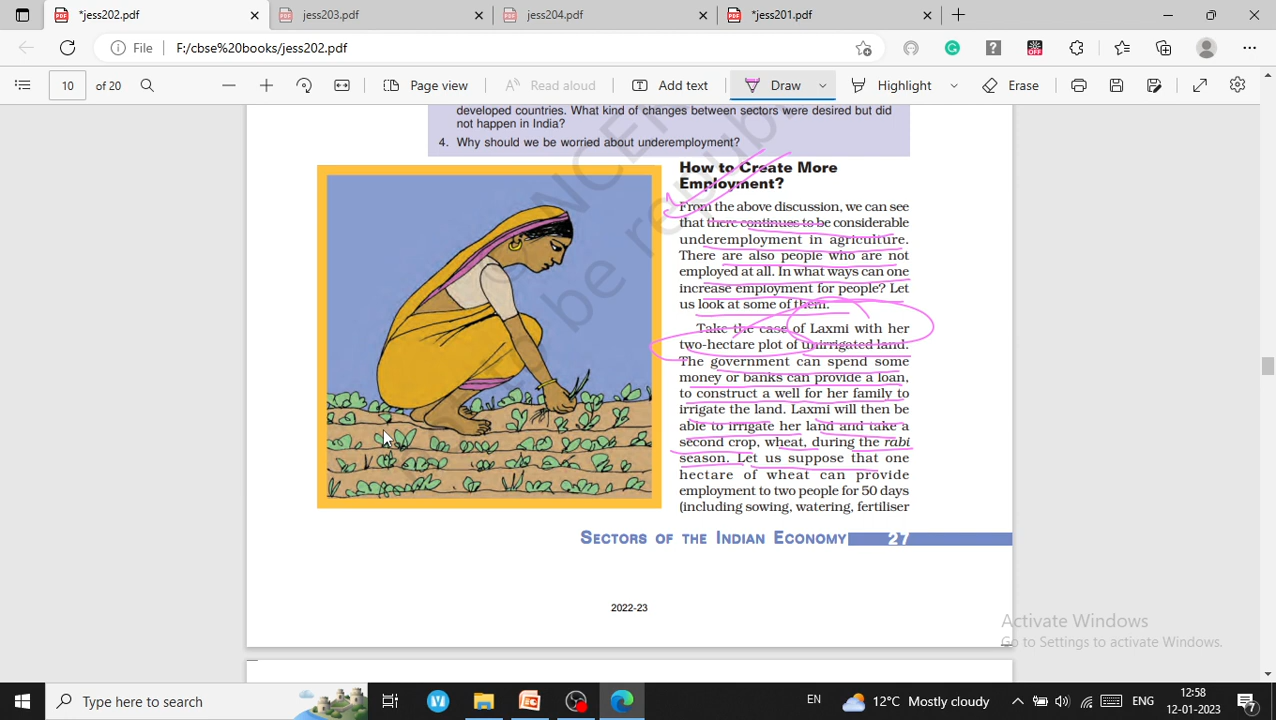 *jess202.pdf
jess203.pdf
jess204.pdf
*jess201.pdf
File
F:/cbse%20books/jess202.pdf
10
of 20
Page view
Read aloud
Add text
Draw
Highlight
Erase
developed countries. What kind of changes between sectors were desired but did
not happen in India?
4. Why should we be worried about underemployment?
How to Create More
Employment?
From the above discussion, we can see
that there continues to be considerable
underemployment in agriculture.
There are also people who are not
employed at all. In what ways can one
increase employment for people? Let
us look at some of them.
Take the case of Laxmi with her
two-hectare plot of unirrigated land.
The government can spend some
money or banks can provide a loan,
to construct a well for her family to
irrigate the land. Laxmi will then be
able to irrigate her land and take a
second crop, wheat, during the rabi
season. Let us suppose that one
hectare of wheat can provide
employment to two people for 50 days
(including sowing, watering, fertiliser
SECTORS OF THE INDIAN ECONOMY 27
2022-23
Activate Windows
Go to Settings to activate Windows.
Type here to search
EN
12°C Mostly cloudy
ENG
12:58
12-01-2023
7